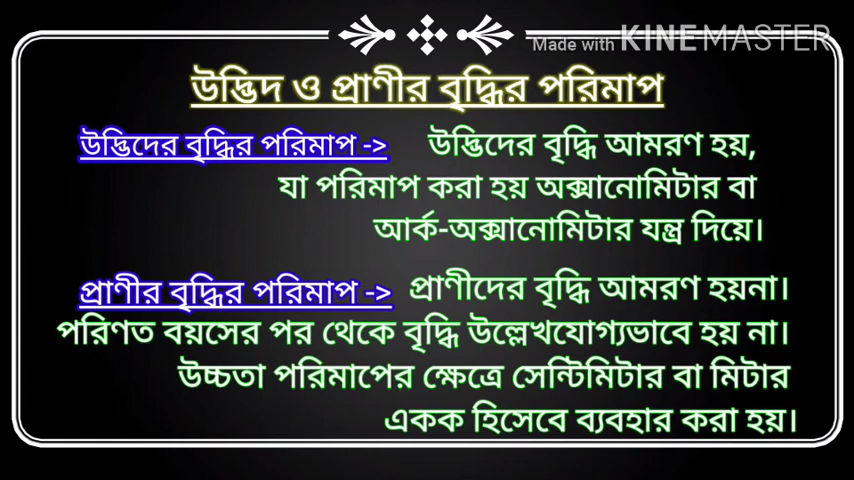 Made with KINEMASTER
উদ্ভিদ ও প্রাণীর বৃদ্ধির পরিমাপ
উদ্ভিদের বৃদ্ধির পরিমাপ -> উদ্ভিদের বৃদ্ধি আমরণ হয়,
যা পরিমাপ করা হয় অক্সানোমিটার বা
আর্ক-অক্সানোমিটার যন্ত্র দিয়ে।
প্রাণীর বৃদ্ধির পরিমাপ -> প্রাণীদের বৃদ্ধি আমরণ হয়না।
পরিণত বয়সের পর থেকে বৃদ্ধি উল্লেখযোগ্যভাবে হয় না।
উচ্চতা পরিমাপের ক্ষেত্রে সেন্টিমিটার বা মিটার
একক হিসেবে ব্যবহার করা হয়।